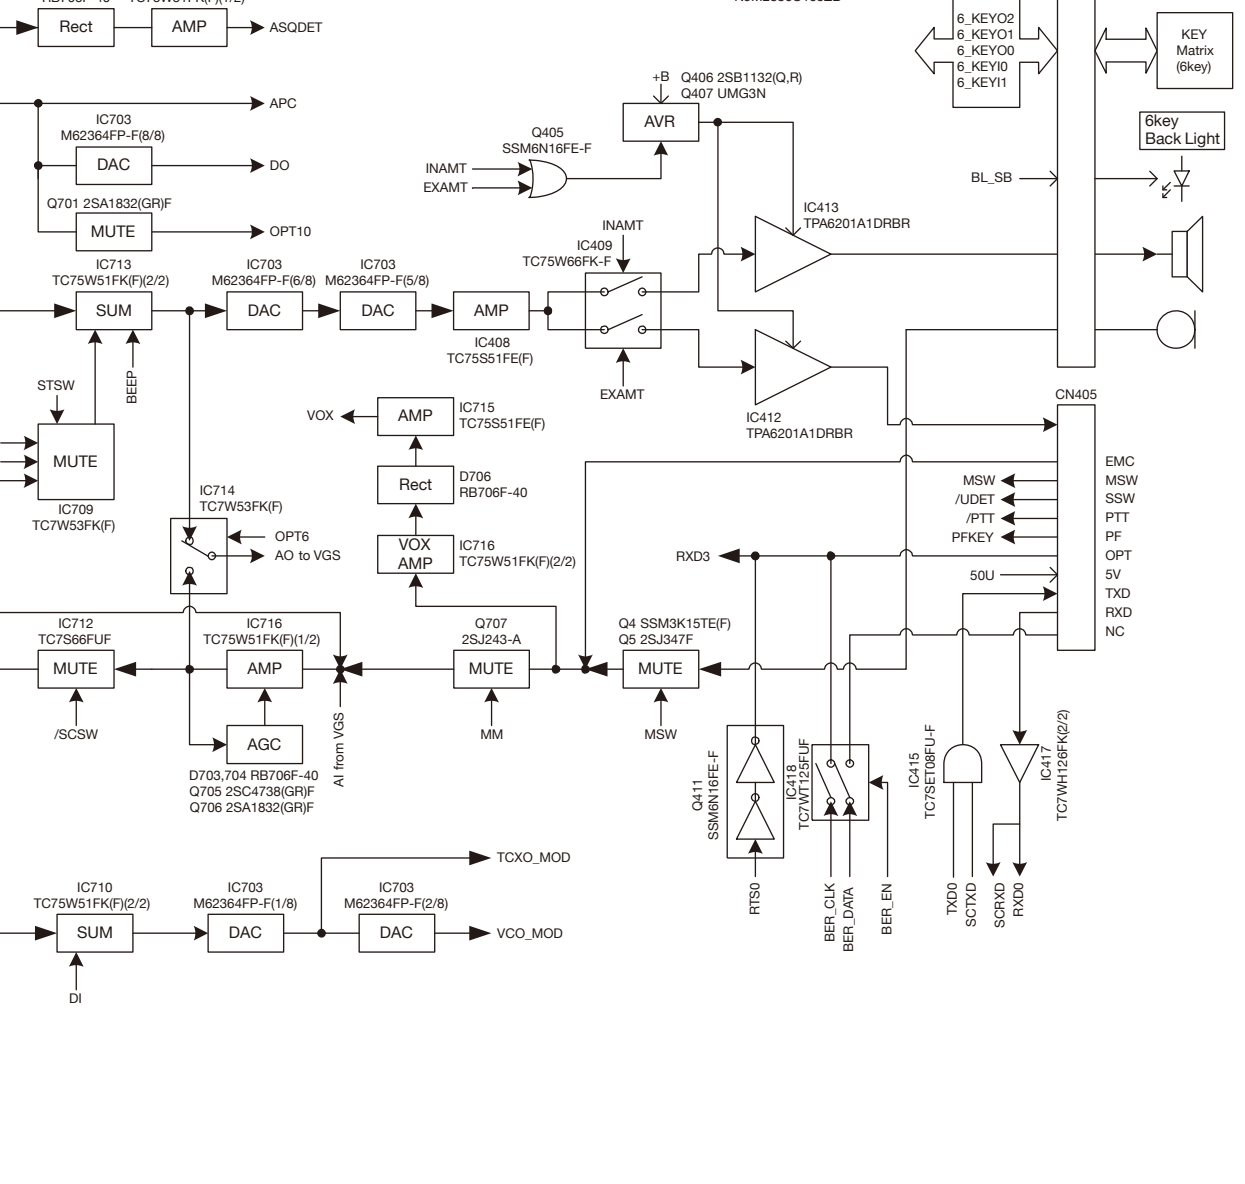 Rect
AMP
ASQDET
APC
IC703
M62364FP-F(8/8)
DAC
DO
Q701 2SA1832(GR)F
MUTE
OPT10
IC713
TC75W51FK(F)(2/2)
SUM
IC703
M62364FP-F(6/8)
DAC
IC703
M62364FP-F(5/8)
DAC
AMP
IC408
TC75S51FE(F)
6_KEYO2
6_KEYO1
6_KEYO0
6_KEYI0
6_KEYI1
KEY
Matrix
(6key)
6key
Back Light
BL_SB
+B
Q406 2SB1132(Q,R)
Q407 UMG3N
AVR
Q405
SSM6N16FE-F
INAMT
EXAMT
INAMT
IC409
TC75W66FK-F
EXAMT
IC413
TPA6201A1DRBR
IC412
TPA6201A1DRBR
STSW
BEEP
MUTE
IC709
TC7W53FK(F)
VOX
AMP
IC715
TC75S51FE(F)
Rect
D706
RB706F-40
VOX
AMP
IC716
TC75W51FK(F)(2/2)
IC714
TC7W53FK(F)
OPT6
AO to VGS
CN405
EMC
MSW
MSW
/UDET
SSW
/PTT
PTT
PFKEY
PF
RXD3
OPT
50U
5V
TXD
RXD
NC
IC712
TC7S66FUF
MUTE
/SCSW
IC716
TC75W51FK(F)(1/2)
AMP
AGC
D703,704 RB706F-40
Q705 2SC4738(GR)F
Q706 2SA1832(GR)F
AI from VGS
Q707
2SJ243-A
MUTE
MM
Q4 SSM3K15TE(F)
Q5 2SJ347F
MUTE
MSW
Q411
SSM6N16FE-F
RTS0
IC418
TC7WT125FUF
BER_CLK
BER_DATA
BER_EN
IC415
TC7SET08FU-F
TXD0
SCTXD
IC417
TC7WH126FK(2/2)
SCRXD
RXD0
IC710
TC75W51FK(F)(2/2)
SUM
DI
IC703
M62364FP-F(1/8)
DAC
TCXO_MOD
IC703
M62364FP-F(2/8)
DAC
VCO_MOD